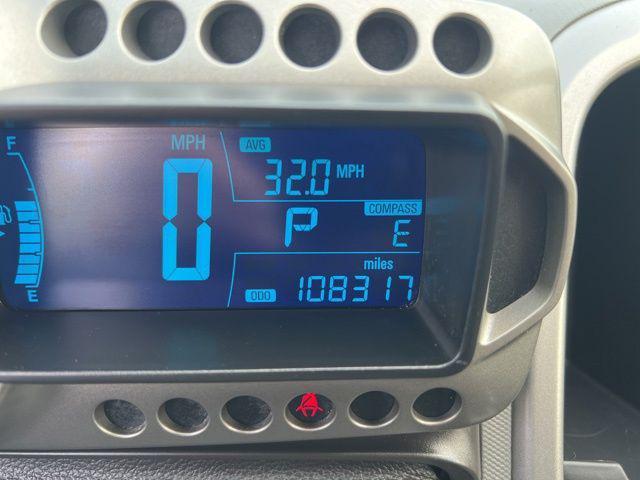 MPH
F
AVG
32.0 MPH
0
COMPASS
P E
miles
E
ODO 108317